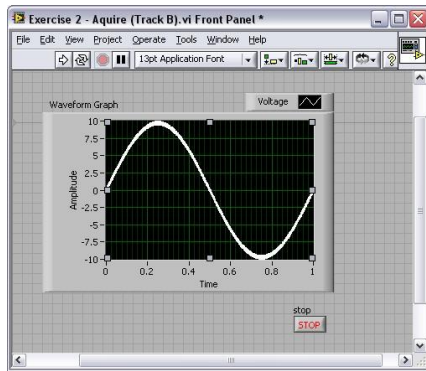 Exercise 2 - Aquire (Track B).vi Front Panel *
File Edit View Project Operate Tools Window Help
13pt Application Font
?
Waveform Graph
Voltage
10
7.5
5
2.5
0
-2.5
-5
-7.5
-10
Amplitude
0 0.2 0.4 0.6 0.8 1
Time
stop
STOP